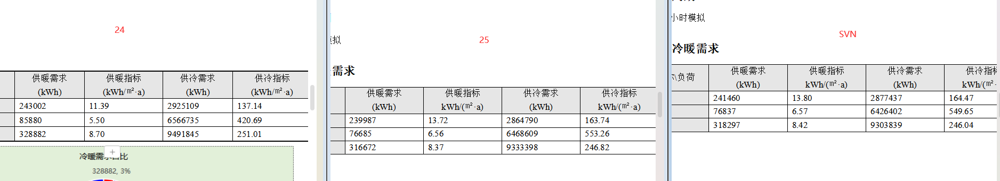 24
供暖需求 供暖指标 供冷需求 供冷指标
(kWh) (kWh/㎡·a) (kWh) (kWh/㎡·a)
243002 11.39 2925109 137.14
85880 5.50 6566735 420.69
328882 8.70 9491845 251.01
冷暖需求占比
328882, 3%
模拟
25
需求
供暖需求 供暖指标 供冷需求 供冷指标
(kWh) kWh/(㎡·a) (kWh) kWh/(㎡·a)
239987 13.72 2864790 163.74
76685 6.56 6468609 553.26
316672 8.37 9333398 246.82
小时模拟
SVN
冷暖需求
\负荷 供暖需求 供暖指标 供冷需求 供冷指标
(kWh) kWh/(㎡·a) (kWh) kWh/(㎡·
241460 13.80 2877437 164.47
76837 6.57 6426402 549.65
318297 8.42 9303839 246.04